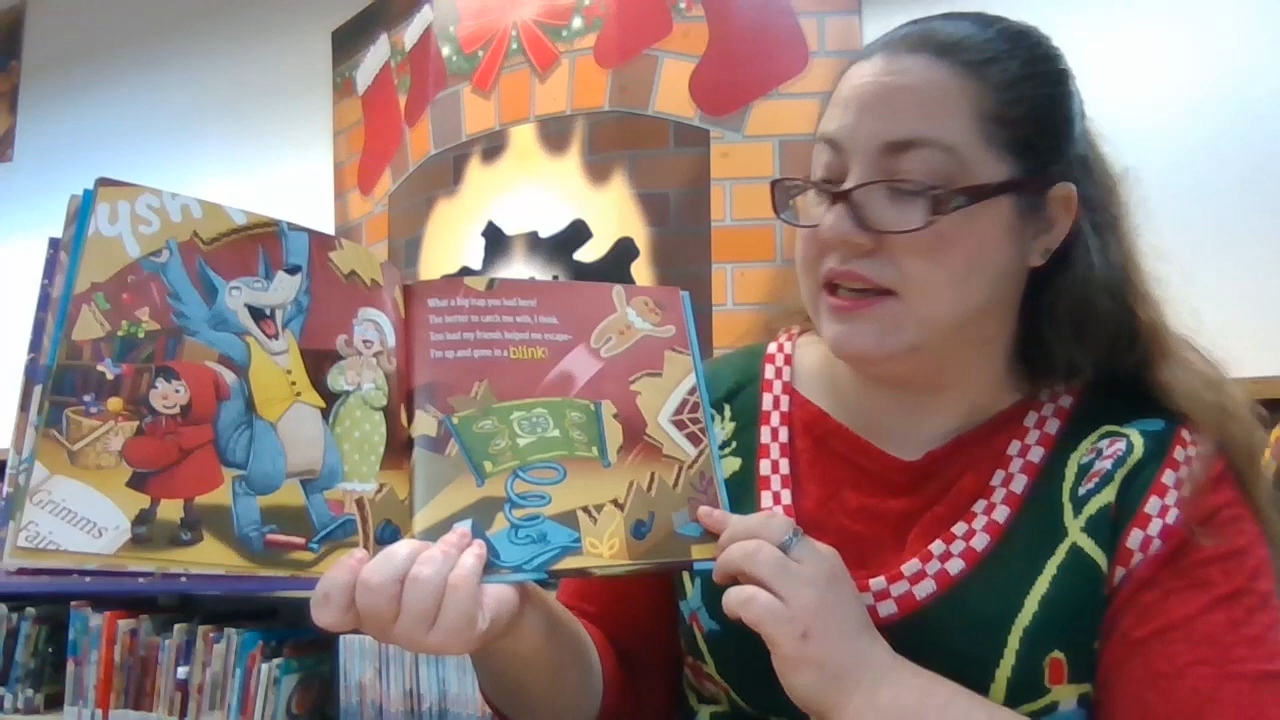 ush
What a big trap you had here!
The better to catch me with, I think.
Too bad my friends helped me escape–
I'm up and gone in a blink!
Grimms'
Fairy